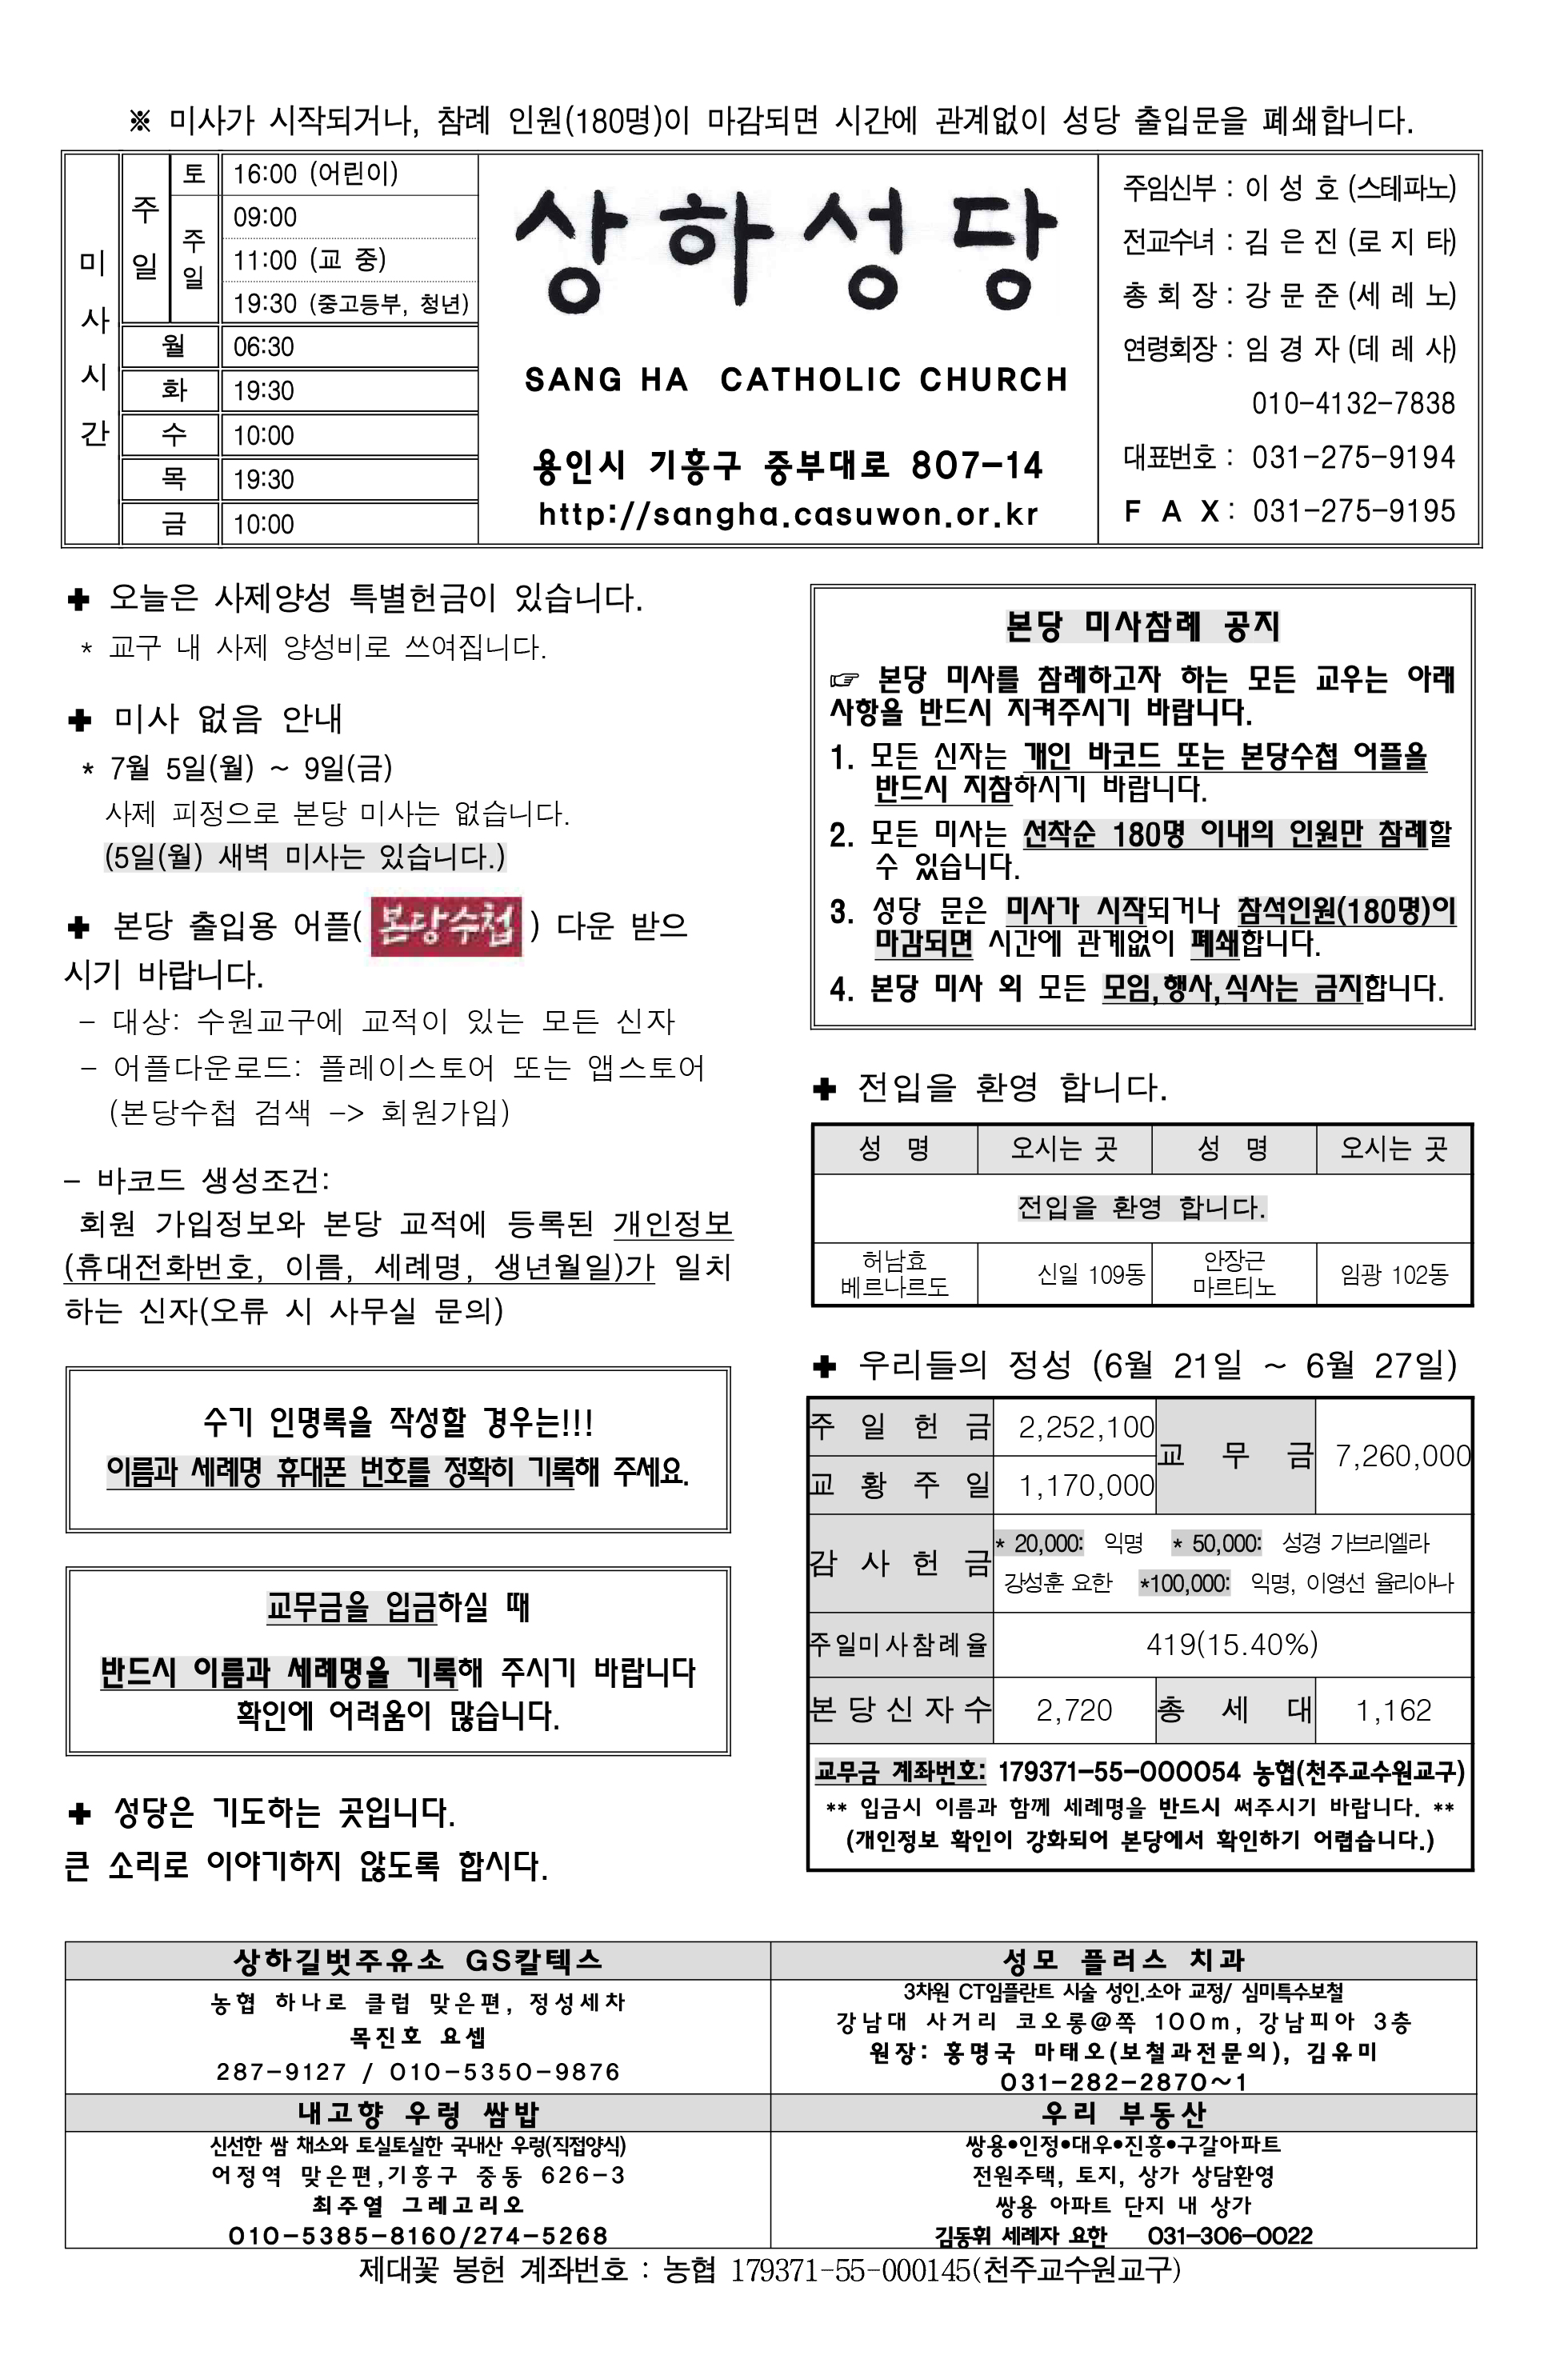 ※ 미사가 시작되거나, 참례 인원(180명)이 마감되면 시간에 관계없이 성당 출입문을 폐쇄합니다.
미사시간
주일
토 16:00 (어린이)
주일 09:00
11:00 (교 중)
19:30 (중고등부, 청년)
월 06:30
화 19:30
수 10:00
목 19:30
금 10:00
상하성당
SANG HA CATHOLIC CHURCH
용인시 기흥구 중부대로 807-14
http://sangha.casuwon.or.kr
주임신부 : 이 성 호 (스테파노)
전교수녀 : 김 은 진 (로 지 타)
총 회 장 : 강 문 준 (세 레 노)
연령회장 : 임 경 자 (데 레 사)
010-4132-7838
대표번호 : 031-275-9194
F A X : 031-275-9195
✚ 오늘은 사제양성 특별헌금이 있습니다.
* 교구 내 사제 양성비로 쓰여집니다.
✚ 미사 없음 안내
* 7월 5일(월) ~ 9일(금)
사제 피정으로 본당 미사는 없습니다.
(5일(월) 새벽 미사는 있습니다.)
✚ 본당 출입용 어플( 본당수첩 ) 다운 받으
시기 바랍니다.
- 대상: 수원교구에 교적이 있는 모든 신자
- 어플다운로드: 플레이스토어 또는 앱스토어
(본당수첩 검색 -> 회원가입)
- 바코드 생성조건:
회원 가입정보와 본당 교적에 등록된 개인정보
(휴대전화번호, 이름, 세례명, 생년월일)가 일치
하는 신자(오류 시 사무실 문의)
수기 인명록을 작성할 경우는!!!
이름과 세례명 휴대폰 번호를 정확히 기록해 주세요.
교무금을 입금하실 때
반드시 이름과 세례명을 기록해 주시기 바랍니다
확인에 어려움이 많습니다.
✚ 성당은 기도하는 곳입니다.
큰 소리로 이야기하지 않도록 합시다.
본당 미사참례 공지
☞ 본당 미사를 참례하고자 하는 모든 교우는 아래
사항을 반드시 지켜주시기 바랍니다.
1. 모든 신자는 개인 바코드 또는 본당수첩 어플을
반드시 지참하시기 바랍니다.
2. 모든 미사는 선착순 180명 이내의 인원만 참례할
수 있습니다.
3. 성당 문은 미사가 시작되거나 참석인원(180명)이
마감되면 시간에 관계없이 폐쇄합니다.
4. 본당 미사 외 모든 모임,행사,식사는 금지합니다.
✚ 전입을 환영 합니다.
성 명 오시는 곳 성 명 오시는 곳
전입을 환영 합니다.
허남효 베르나르도 신일 109동 안장근 마르티노 임광 102동
✚ 우리들의 정성 (6월 21일 ~ 6월 27일)
주 일 헌 금 2,252,100 교 무 금 7,260,000
교 황 주 일 1,170,000
감 사 헌 금 * 20,000: 익명 * 50,000: 성경 가브리엘라
강성훈 요한 *100,000: 익명, 이영선 율리아나
주일미사참례율 419(15.40%)
본당신자수 2,720 총 세 대 1,162
교무금 계좌번호: 179371-55-000054 농협(천주교수원교구)
** 입금시 이름과 함께 세례명을 반드시 써주시기 바랍니다. **
(개인정보 확인이 강화되어 본당에서 확인하기 어렵습니다.)
상하길벗주유소 GS칼텍스
농협 하나로 클럽 맞은편, 정성세차
목진호 요셉
287-9127 / 010-5350-9876
성모 플러스 치과
3차원 CT임플란트 시술 성인.소아 교정/ 심미특수보철
강남대 사거리 코오롱@쪽 100m, 강남피아 3층
원장: 홍명국 마태오(보철과전문의), 김유미
031-282-2870~1
내고향 우렁 쌈밥
신선한 쌈 채소와 토실토실한 국내산 우렁(직접양식)
어정역 맞은편,기흥구 중동 626-3
최주열 그레고리오
010-5385-8160/274-5268
우리 부동산
쌍용•인정•대우•진흥•구갈아파트
전원주택, 토지, 상가 상담환영
쌍용 아파트 단지 내 상가
김동휘 세례자 요한 031-306-0022
제대꽃 봉헌 계좌번호 : 농협 179371-55-000145(천주교수원교구)